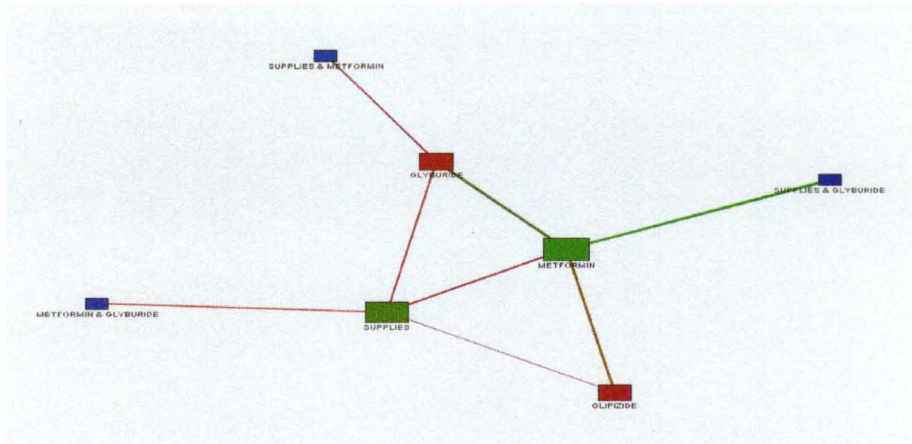 SUPPLIES & METFORMIN
GLYBURIDE
SUPPLIES & GLYBURIDE
METFORMIN
METFORMIN & GLYBURIDE
SUPPLIES
GLIPIZIDE